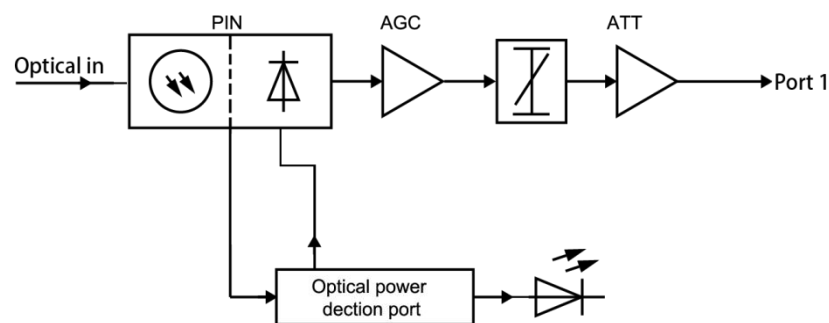 PIN
AGC
ATT
Optical in
Port 1
Optical power
dection port